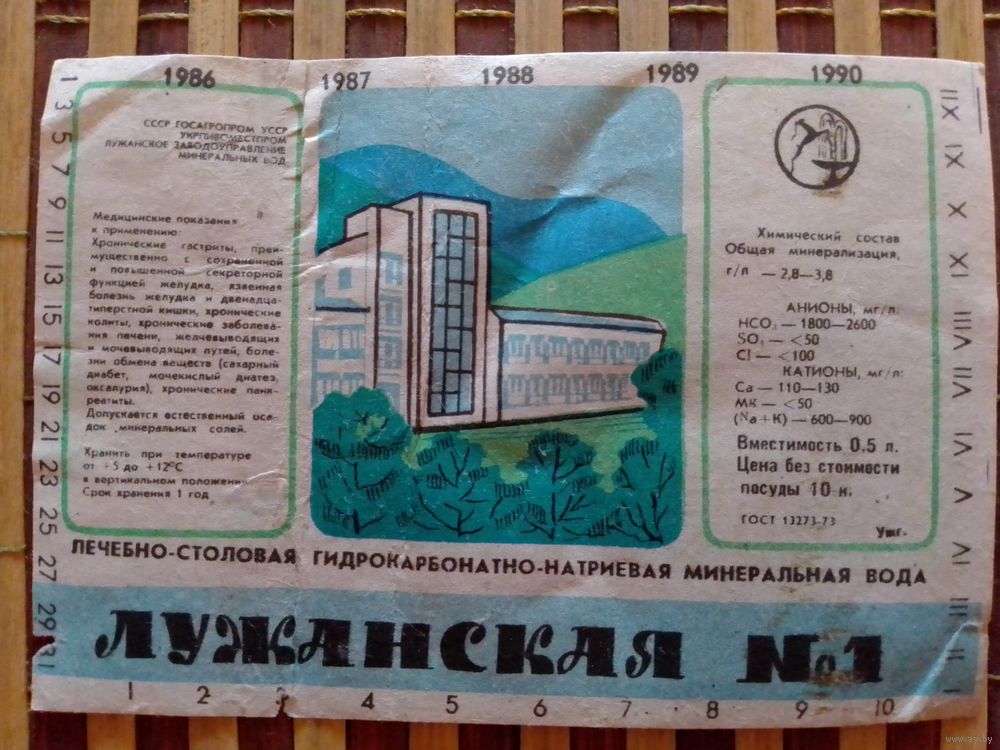 1986 1987 1988 1989 1990
1 3 5 7 9 11 13 15 17 19 21 23 25 27 29 31
СССР ГОСАГРОПРОМ УССР
УКРПИВОМЕСТПРОМ
ЛУЖАНСКОЕ ЗАВОДОУПРАВЛЕНИЕ
МИНЕРАЛЬНЫХ ВОД
Медицинские показания
к применению:
Хронические гастриты, преи-
мущественно с сохраненной
и повышенной секреторной
функцией желудка, язвенная
болезнь желудка и двенадца-
типерстной кишки, хронические
колиты, хронические заболева-
ния печени, желчевыводящих
и мочевыводящих путей, боле-
зни обмена веществ (сахарный
диабет, мочекислый диатез,
оксалурия), хронические панк-
реатиты.
Допускается естественный оса-
док минеральных солей.
Хранить при температуре
от +5 до +12°С
в вертикальном положении
Срок хранения 1 год
Химический состав
Общая минерализация,
г/л — 2,8—3,8
АНИОНЫ, мг/л:
HCO₃ — 1800—2600
SO₄ — <50
Cl — <100
КАТИОНЫ, мг/л:
Ca — 110—130
Mg — <50
(Na+K) — 600—900
Вместимость 0.5 л.
Цена без стоимости
посуды 10 к.
ГОСТ 13273-73
Ужг.
XII XI X IX VIII VII VI V IV III II I
ЛЕЧЕБНО-СТОЛОВАЯ ГИДРОКАРБОНАТНО-НАТРИЕВАЯ МИНЕРАЛЬНАЯ ВОДА
ЛУЖАНСКАЯ №1
1 2 3 4 5 6 7 8 9 10
www.ay.by